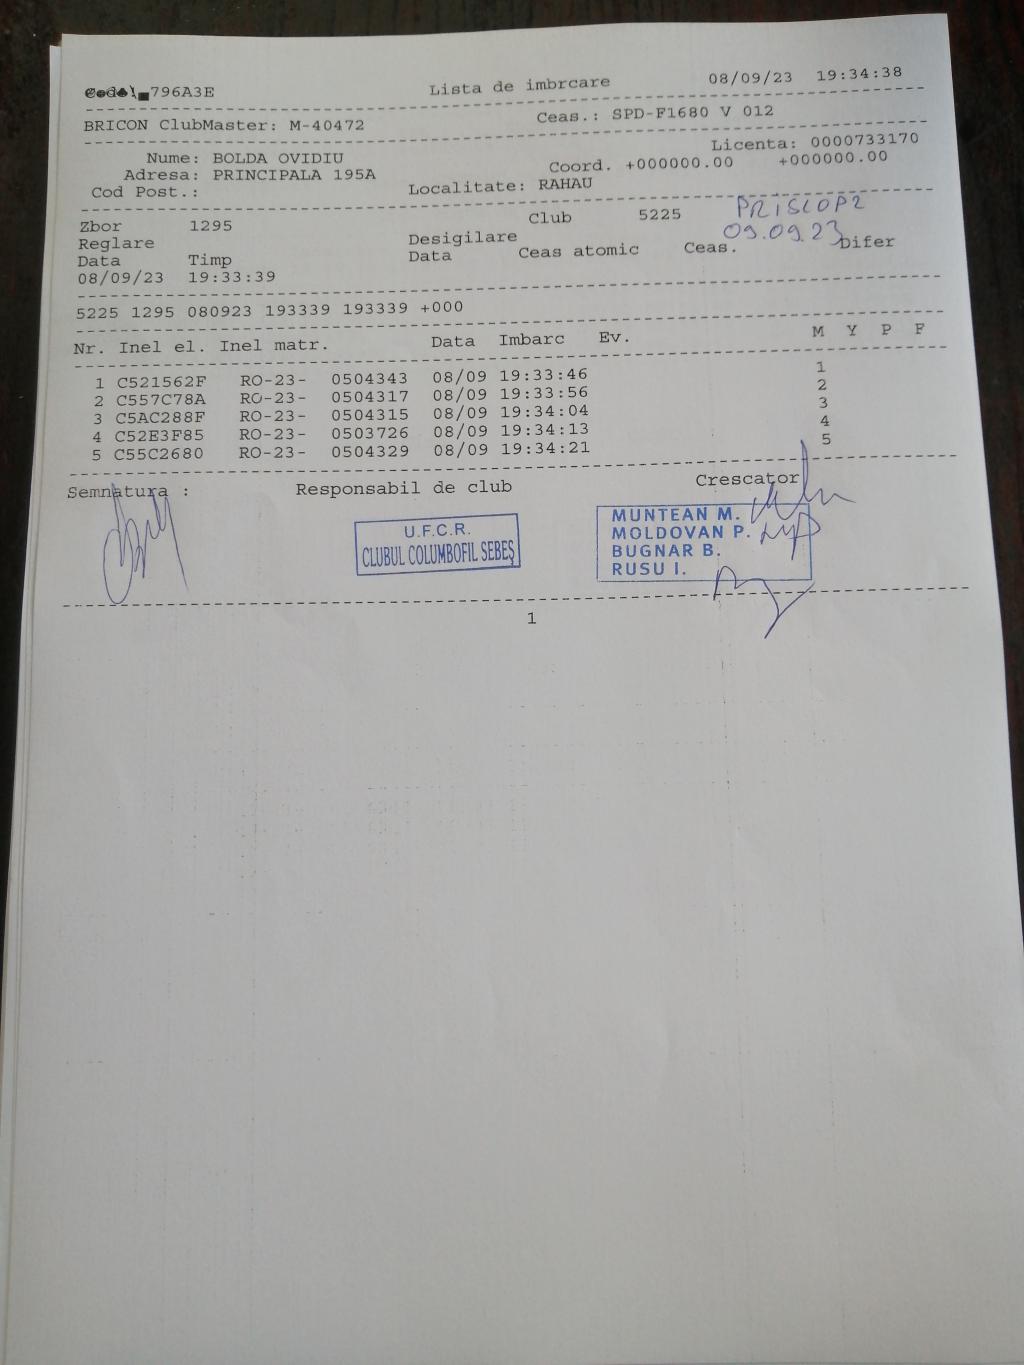 796A3E Lista de imbrcare 08/09/23 19:34:38
BRICON ClubMaster: M-40472 Ceas.: SPD-F1680 V 012
Licenta: 0000733170
Nume: BOLDA OVIDIU Coord. +000000.00 +000000.00
Adresa: PRINCIPALA 195A
Cod Post.: Localitate: RAHAU
Zbor 1295 Club 5225 PRISLOP2
Reglare Desigilare 09.09.23
Data Timp Data Ceas atomic Ceas. Difer
08/09/23 19:33:39
5225 1295 080923 193339 193339 +000
Nr. Inel el. Inel matr. Data Imbarc Ev. M Y P F
1 C521562F RO-23- 0504343 08/09 19:33:46 1
2 C557C78A RO-23- 0504317 08/09 19:33:56 2
3 C5AC288F RO-23- 0504315 08/09 19:34:04 3
4 C52E3F85 RO-23- 0503726 08/09 19:34:13 4
5 C55C2680 RO-23- 0504329 08/09 19:34:21 5
Semnatura : Responsabil de club Crescator
U.F.C.R.
CLUBUL COLUMBOFIL SEBEȘ
MUNTEAN M.
MOLDOVAN P.
BUGNAR B.
RUSU I.
1